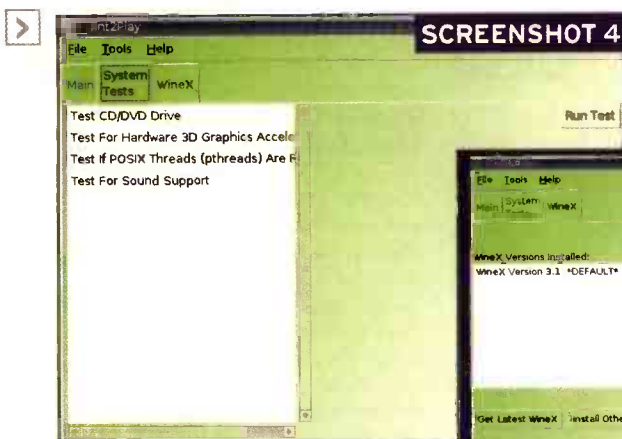 SCREENSHOT 4
File Tools Help
Main System Tests WineX
Test CD/DVD Drive
Test For Hardware 3D Graphics Accele
Test If POSIX Threads (pthreads) Are R
Test For Sound Support
Run Test
File Tools Help
Main System WineX
WineX Versions Installed:
WineX Version 3.1 *DEFAULT*
Get Latest WineX Install Othe